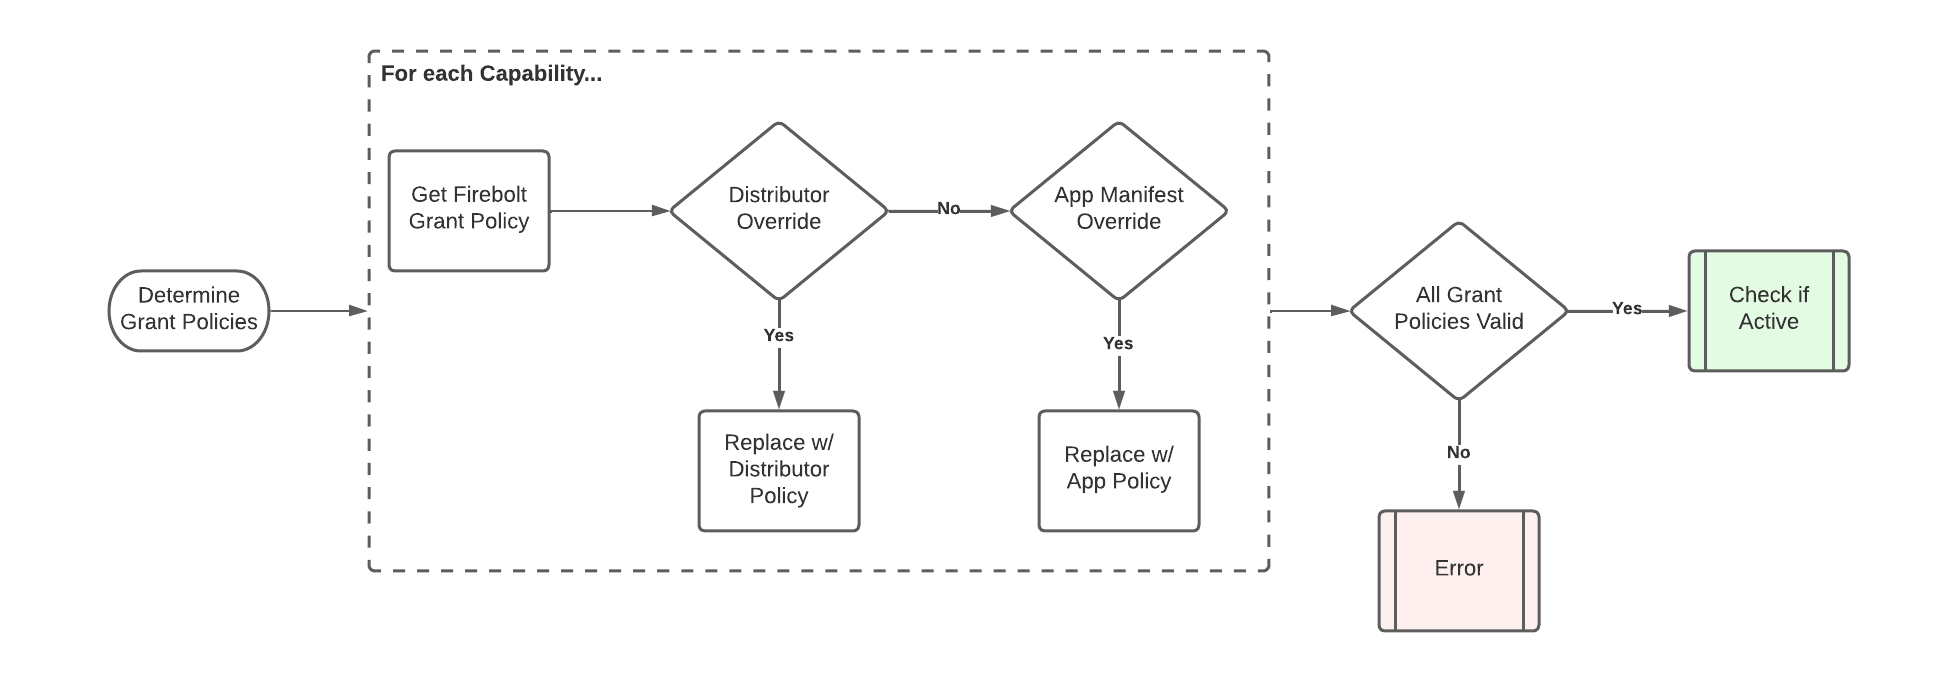 For each Capability...
Determine
Grant Policies
Get Firebolt
Grant Policy
Distributor
Override
No
App Manifest
Override
Yes
Replace w/
Distributor
Policy
Yes
Replace w/
App Policy
All Grant
Policies Valid
Yes
Check if
Active
No
Error